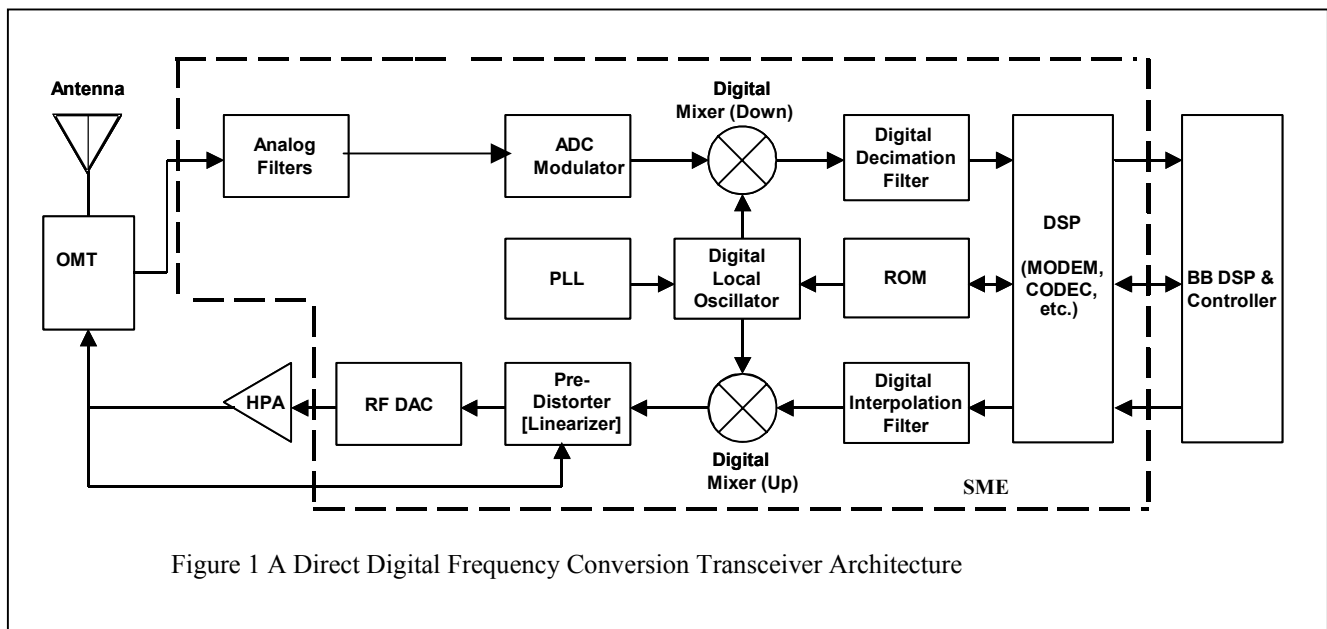 Antenna
OMT
Analog
Filters
ADC
Modulator
Digital
Mixer (Down)
Digital
Decimation
Filter
DSP
(MODEM,
CODEC,
etc.)
BB DSP &
Controller
PLL
Digital
Local
Oscillator
ROM
HPA
RF DAC
Pre-
Distorter
[Linearizer]
Digital
Mixer (Up)
Digital
Interpolation
Filter
SME
Figure 1 A Direct Digital Frequency Conversion Transceiver Architecture